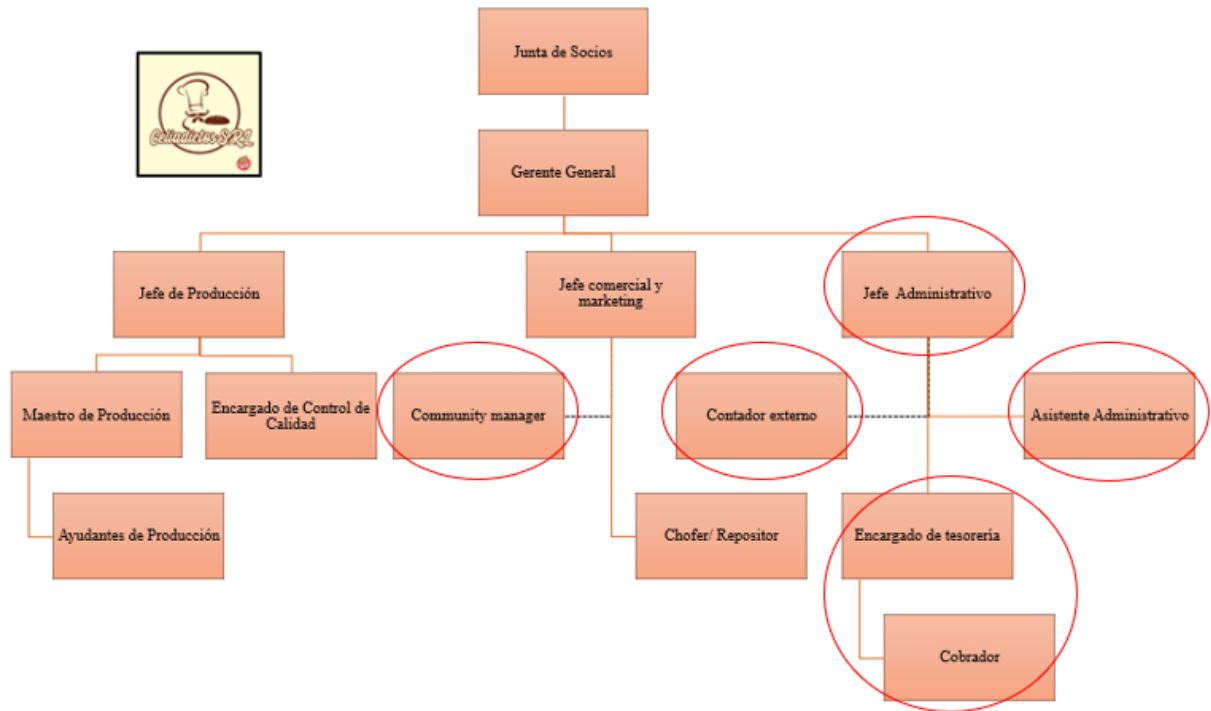 Junta de Socios
Celindietos S.R.L
Gerente General
Jefe de Producción
Jefe comercial y
marketing
Jefe Administrativo
Maestro de Producción
Encargado de Control de
Calidad
Community manager
Contador externo
Asistente Administrativo
Ayudantes de Producción
Chofer/ Repositor
Encargado de tesorería
Cobrador